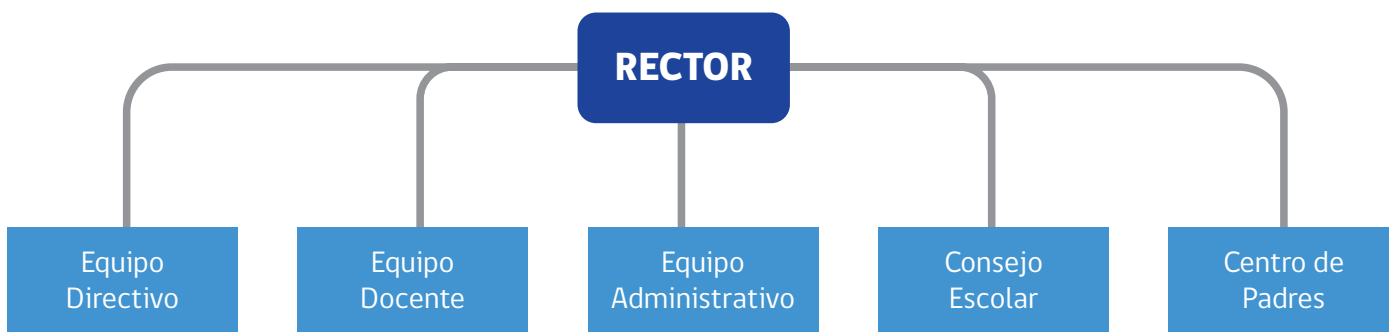 RECTOR
Equipo
Directivo
Equipo
Docente
Equipo
Administrativo
Consejo
Escolar
Centro de
Padres